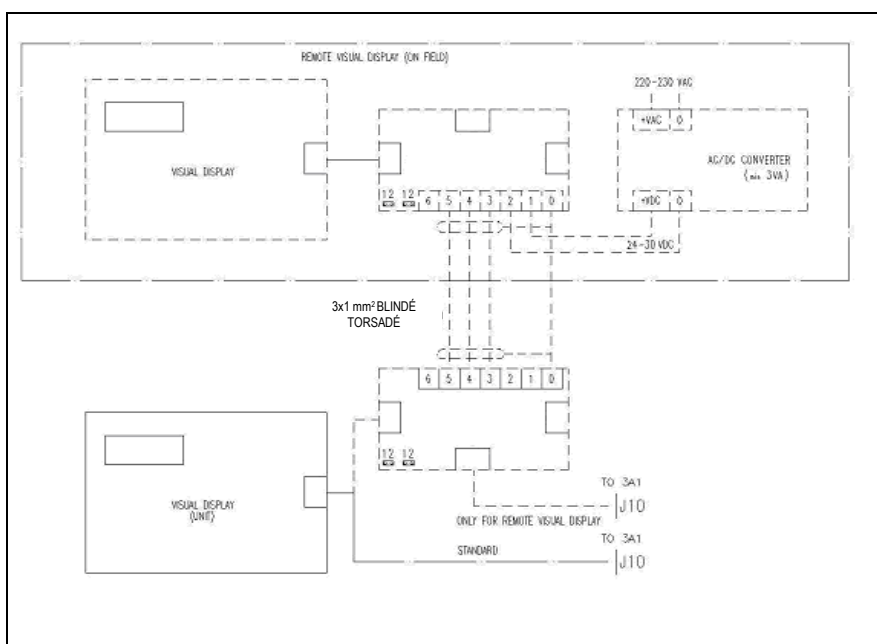 REMOTE VISUAL DISPLAY (ON FIELD)
220-230 VAC
+VAC 0
VISUAL DISPLAY
AC/DC CONVERTER
(min 3VA)
12 12 6 5 4 3 2 1 0
+VDC 0
24-30 VDC
3x1 mm² BLINDÉ
TORSADÉ
6 5 4 3 2 1 0
12 12
VISUAL DISPLAY
(UNIT)
TO 3A1
J10
ONLY FOR REMOTE VISUAL DISPLAY
TO 3A1
STANDARD
J10